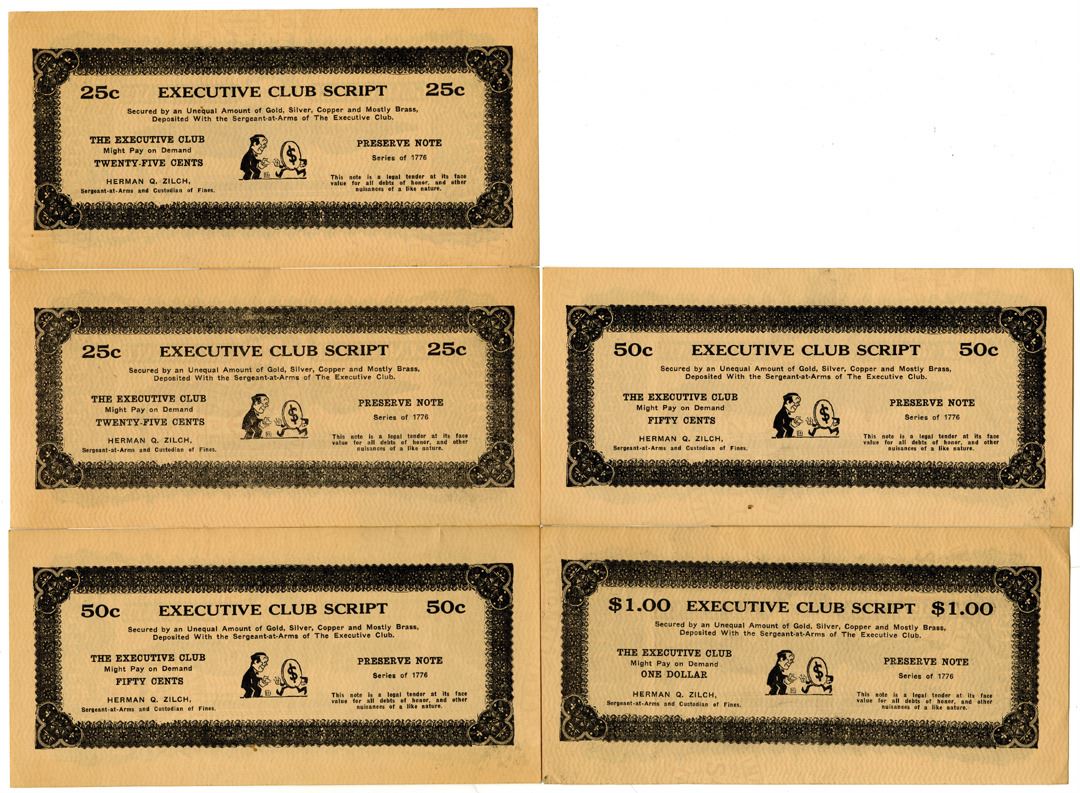 25c EXECUTIVE CLUB SCRIPT 25c
Secured by an Unequal Amount of Gold, Silver, Copper and Mostly Brass,
Deposited With the Sergeant-at-Arms of The Executive Club.
THE EXECUTIVE CLUB
Might Pay on Demand
TWENTY-FIVE CENTS
HERMAN Q. ZILCH,
Sergeant-at-Arms and Custodian of Fines.
$
PRESERVE NOTE
Series of 1776
This note is a legal tender at its face
value for all debts of honor, and other
nuisances of a like nature.
25c EXECUTIVE CLUB SCRIPT 25c
Secured by an Unequal Amount of Gold, Silver, Copper and Mostly Brass,
Deposited With the Sergeant-at-Arms of The Executive Club.
THE EXECUTIVE CLUB
Might Pay on Demand
TWENTY-FIVE CENTS
HERMAN Q. ZILCH,
Sergeant-at-Arms and Custodian of Fines.
$
PRESERVE NOTE
Series of 1776
This note is a legal tender at its face
value for all debts of honor, and other
nuisances of a like nature.
50c EXECUTIVE CLUB SCRIPT 50c
Secured by an Unequal Amount of Gold, Silver, Copper and Mostly Brass,
Deposited With the Sergeant-at-Arms of The Executive Club.
THE EXECUTIVE CLUB
Might Pay on Demand
FIFTY CENTS
HERMAN Q. ZILCH,
Sergeant-at-Arms and Custodian of Fines.
$
PRESERVE NOTE
Series of 1776
This note is a legal tender at its face
value for all debts of honor, and other
nuisances of a like nature.
50c EXECUTIVE CLUB SCRIPT 50c
Secured by an Unequal Amount of Gold, Silver, Copper and Mostly Brass,
Deposited With the Sergeant-at-Arms of The Executive Club.
THE EXECUTIVE CLUB
Might Pay on Demand
FIFTY CENTS
HERMAN Q. ZILCH,
Sergeant-at-Arms and Custodian of Fines.
$
PRESERVE NOTE
Series of 1776
This note is a legal tender at its face
value for all debts of honor, and other
nuisances of a like nature.
$1.00 EXECUTIVE CLUB SCRIPT $1.00
Secured by an Unequal Amount of Gold, Silver, Copper and Mostly Brass,
Deposited With the Sergeant-at-Arms of The Executive Club.
THE EXECUTIVE CLUB
Might Pay on Demand
ONE DOLLAR
HERMAN Q. ZILCH,
Sergeant-at-Arms and Custodian of Fines.
$
PRESERVE NOTE
Series of 1776
This note is a legal tender at its face
value for all debts of honor, and other
nuisances of a like nature.